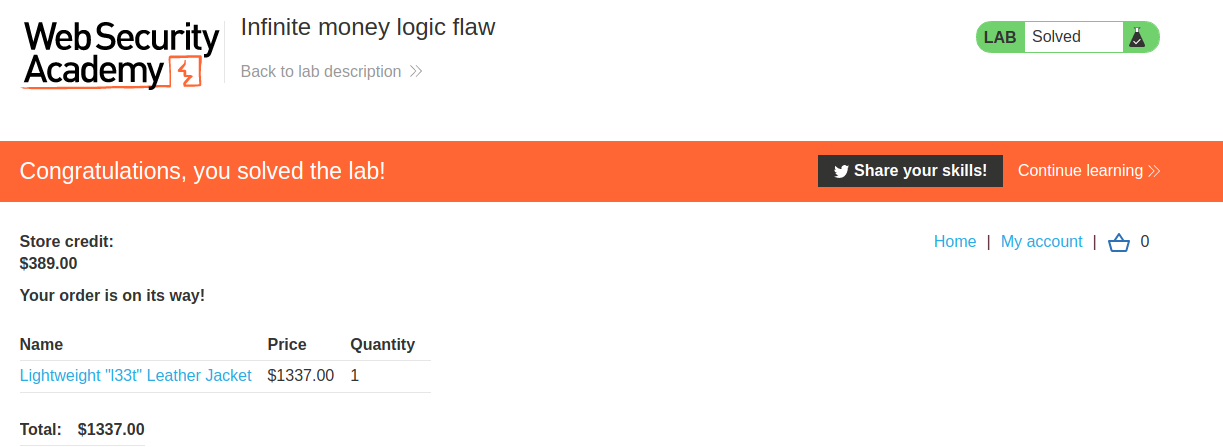 Web Security
Academy
Infinite money logic flaw
Back to lab description
LAB Solved
Congratulations, you solved the lab!
Share your skills! Continue learning
Store credit:
$389.00
Home | My account | 0
Your order is on its way!
Name Price Quantity
Lightweight "l33t" Leather Jacket $1337.00 1
Total: $1337.00